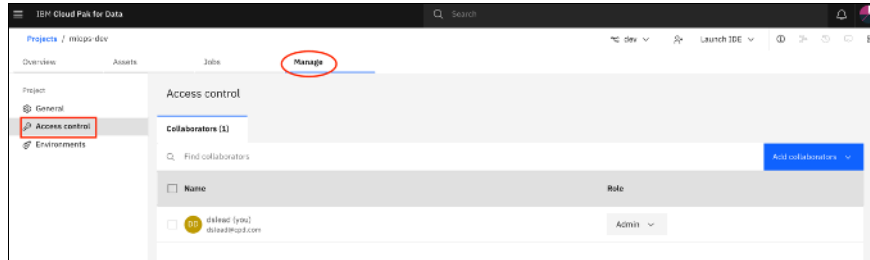 IBM Cloud Pak for Data
Search
Projects / mlops-dev
dev
Launch IDE
Overview Assets Jobs Manage
Project
General
Access control
Environments
Access control
Collaborators (1)
Find collaborators
Add collaborators
Name Role
DD
dslead (you)
dslead@cpd.com
Admin